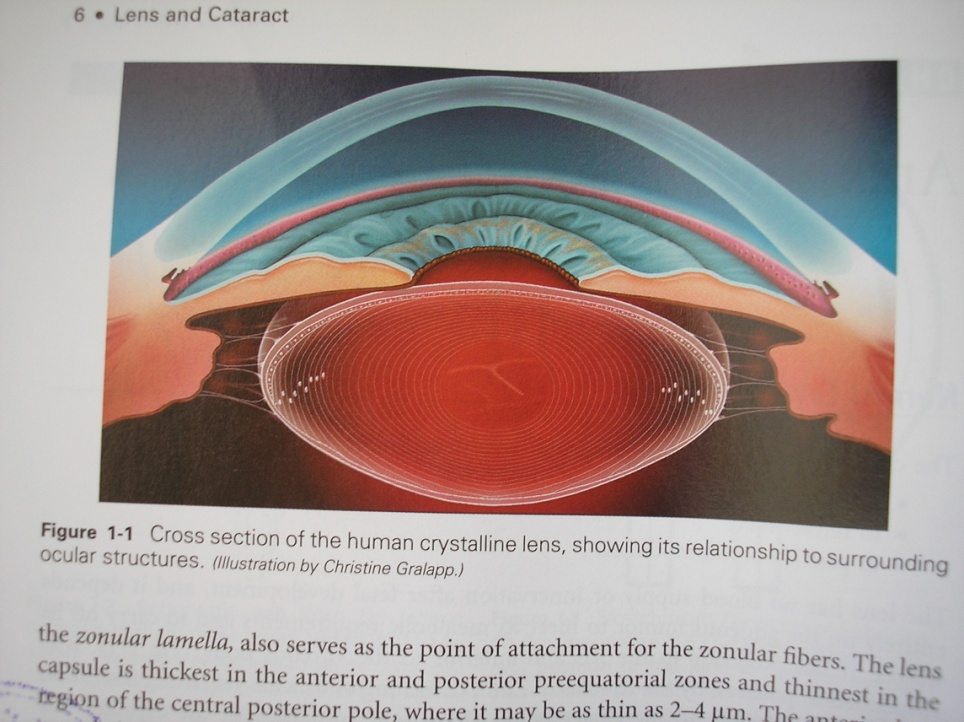 6 • Lens and Cataract
Figure 1-1 Cross section of the human crystalline lens, showing its relationship to surrounding
ocular structures. (Illustration by Christine Gralapp.)
the zonular lamella, also serves as the point of attachment for the zonular fibers. The lens
capsule is thickest in the anterior and posterior preequatorial zones and thinnest in the
region of the central posterior pole, where it may be as thin as 2–4 μm. The